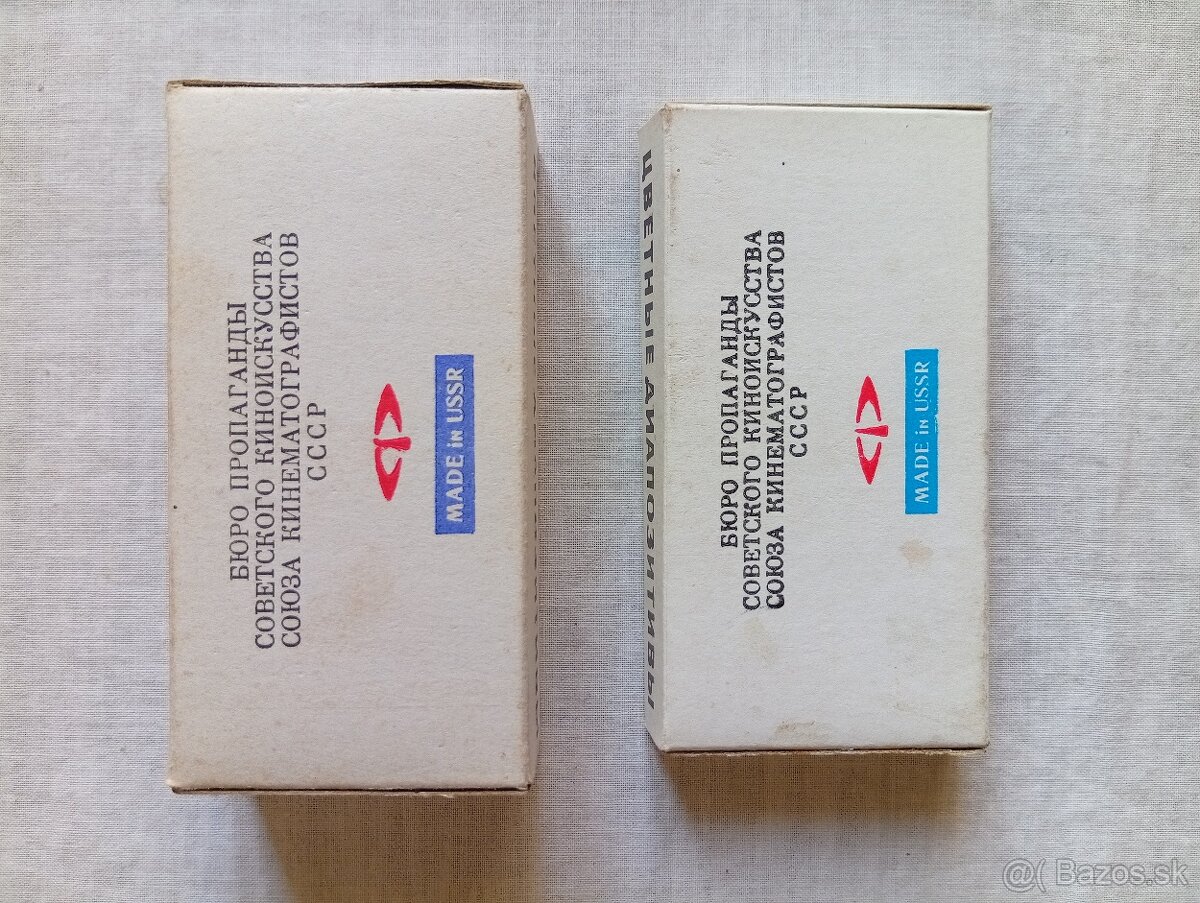 БЮРО ПРОПАГАНДЫ
СОВЕТСКОГО КИНОИСКУССТВА
СОЮЗА КИНЕМАТОГРАФИСТОВ
СССР
MADE in USSR
ЦВЕТНЫЕ ДИАПОЗИТИВЫ
БЮРО ПРОПАГАНДЫ
СОВЕТСКОГО КИНОИСКУССТВА
СОЮЗА КИНЕМАТОГРАФИСТОВ
СССР
MADE in USSR
@( Bazos.sk